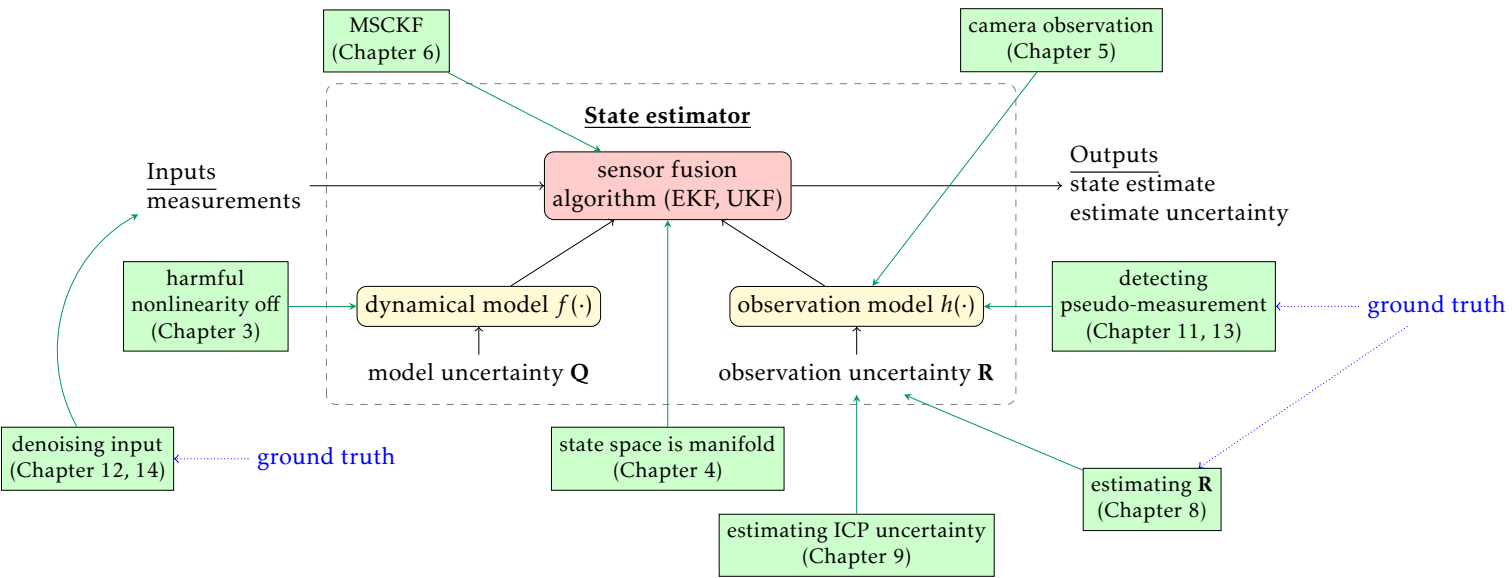 MSCKF
(Chapter 6)
camera observation
(Chapter 5)
State estimator
Inputs
measurements
sensor fusion
algorithm (EKF, UKF)
Outputs
state estimate
estimate uncertainty
harmful
nonlinearity off
(Chapter 3)
dynamical model f(·)
observation model h(·)
detecting
pseudo-measurement
(Chapter 11, 13)
ground truth
model uncertainty Q
observation uncertainty R
denoising input
(Chapter 12, 14)
ground truth
state space is manifold
(Chapter 4)
estimating R
(Chapter 8)
estimating ICP uncertainty
(Chapter 9)